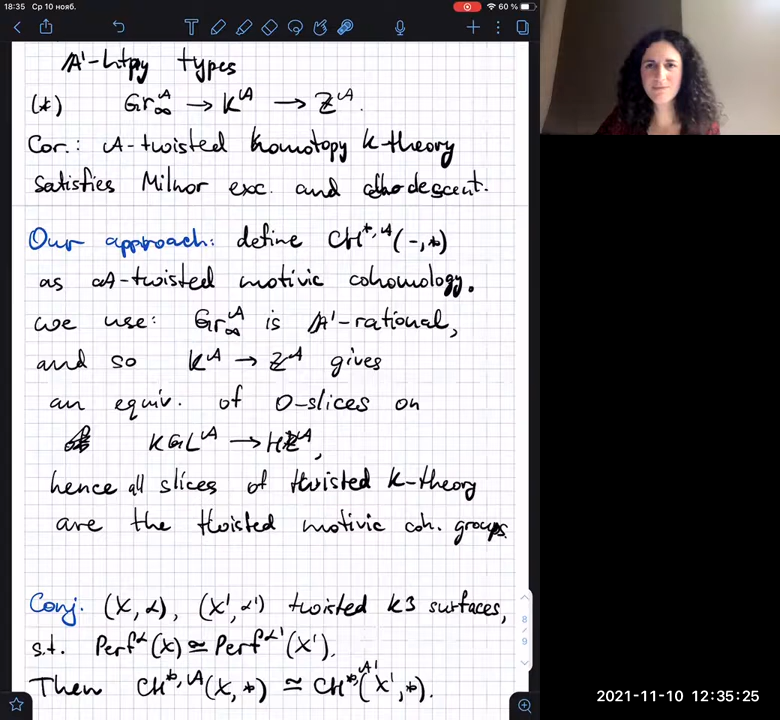 18:35 Ср 10 нояб.
60 %
A¹-htpy types
(*) Gr∞^A → K^A → Z^A.
Cor.: A-twisted homotopy K-theory
satisfies Milnor exc. and cdh descent.
Our approach: define CH^{*,A}(-,*)
as A-twisted motivic cohomology.
we use: Gr∞^A is A¹-rational,
and so K^A → Z^A gives
an equiv. of 0-slices on
KGL^A → HZ^A,
hence all slices of twisted K-theory
are the twisted motivic coh. groups.
Conj. (X, α), (X', α') twisted K3 surfaces,
s.t. Perf^α(X) ≃ Perf^α'(X').
Then CH^{*,A}(X,*) ≃ CH^{*,A'}(X',*).
8
/
9
2021-11-10 12:35:25